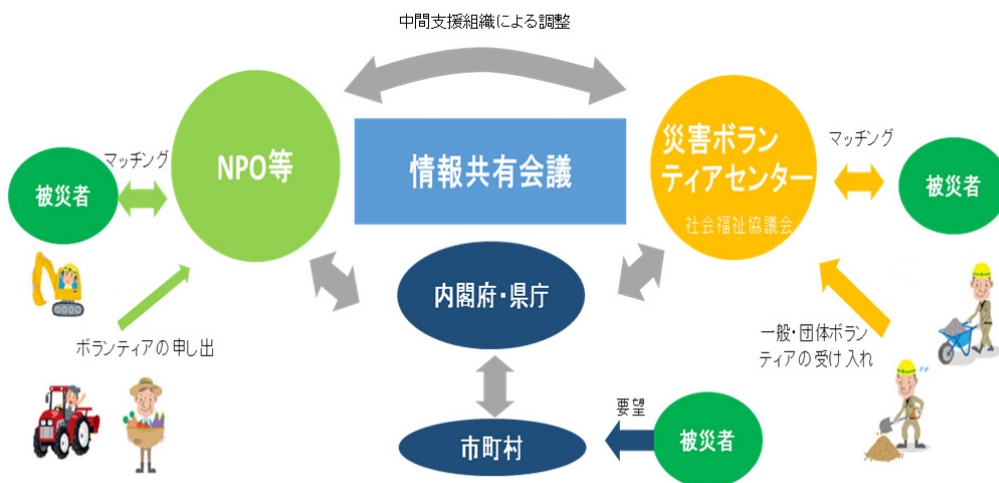 中間支援組織による調整
マッチング
NPO等
被災者
情報共有会議
災害ボラン
ティアセンター
社会福祉協議会
マッチング
被災者
内閣府・県庁
ボランティアの申し出
一般・団体ボラン
ティアの受け入れ
要望
市町村
被災者